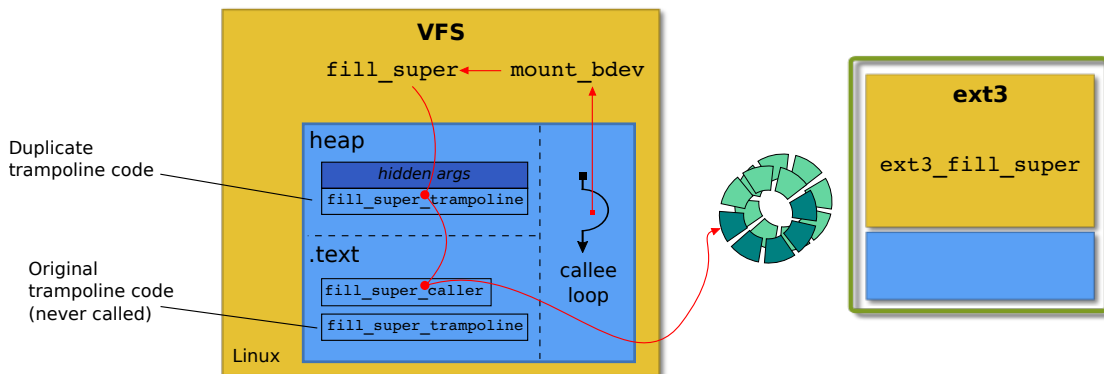 VFS
fill_super
mount_bdev
Duplicate
trampoline code
heap
hidden args
fill_super_trampoline
.text
fill_super_caller
fill_super_trampoline
callee
loop
Original
trampoline code
(never called)
Linux
ext3
ext3_fill_super